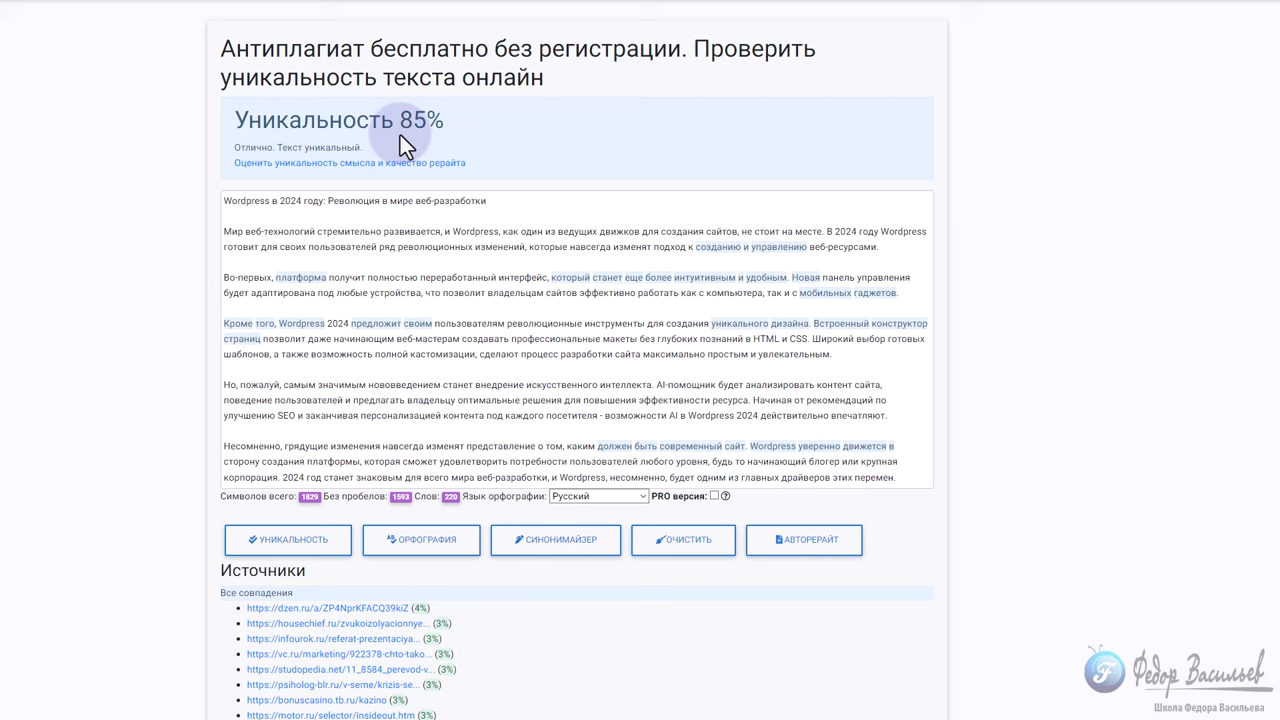 Антиплагиат бесплатно без регистрации. Проверить
уникальность текста онлайн
Уникальность 85%
Отлично. Текст уникальный.
Оценить уникальность смысла и качество рерайта
Wordpress в 2024 году: Революция в мире веб-разработки
Мир веб-технологий стремительно развивается, и Wordpress, как один из ведущих движков для создания сайтов, не стоит на месте. В 2024 году Wordpress
готовит для своих пользователей ряд революционных изменений, которые навсегда изменят подход к созданию и управлению веб-ресурсами.
Во-первых, платформа получит полностью переработанный интерфейс, который станет еще более интуитивным и удобным. Новая панель управления
будет адаптирована под любые устройства, что позволит владельцам сайтов эффективно работать как с компьютера, так и с мобильных гаджетов.
Кроме того, Wordpress 2024 предложит своим пользователям революционные инструменты для создания уникального дизайна. Встроенный конструктор
страниц позволит даже начинающим веб-мастерам создавать профессиональные макеты без глубоких познаний в HTML и CSS. Широкий выбор готовых
шаблонов, а также возможность полной кастомизации, сделают процесс разработки сайта максимально простым и увлекательным.
Но, пожалуй, самым значимым нововведением станет внедрение искусственного интеллекта. AI-помощник будет анализировать контент сайта,
поведение пользователей и предлагать владельцу оптимальные решения для повышения эффективности ресурса. Начиная от рекомендаций по
улучшению SEO и заканчивая персонализацией контента под каждого посетителя - возможности AI в Wordpress 2024 действительно впечатляют.
Несомненно, грядущие изменения навсегда изменят представление о том, каким должен быть современный сайт. Wordpress уверенно движется в
сторону создания платформы, которая сможет удовлетворить потребности пользователей любого уровня, будь то начинающий блогер или крупная
корпорация. 2024 год станет знаковым для всего мира веб-разработки, и Wordpress, несомненно, будет одним из главных драйверов этих перемен.
Символов всего: 1829 Без пробелов: 1593 Слов: 220 Язык орфографии: Русский PRO версия:
УНИКАЛЬНОСТЬ ОРФОГРАФИЯ СИНОНИМАЙЗЕР ОЧИСТИТЬ АВТОРЕРАЙТ
Источники
Все совпадения
https://dzen.ru/a/ZP4NprKFACQ39kiZ (4%)
https://housechief.ru/zvukoizolyacionnye... (3%)
https://infourok.ru/referat-prezentaciya... (3%)
https://vc.ru/marketing/922378-chto-tako... (3%)
https://studopedia.net/11_8584_perevod-v... (3%)
https://psiholog-blr.ru/v-seme/krizis-se... (3%)
https://bonuscasino.tb.ru/kazino (3%)
https://motor.ru/selector/insideout.htm (3%)
Федор Васильев
Школа Федора Васильева